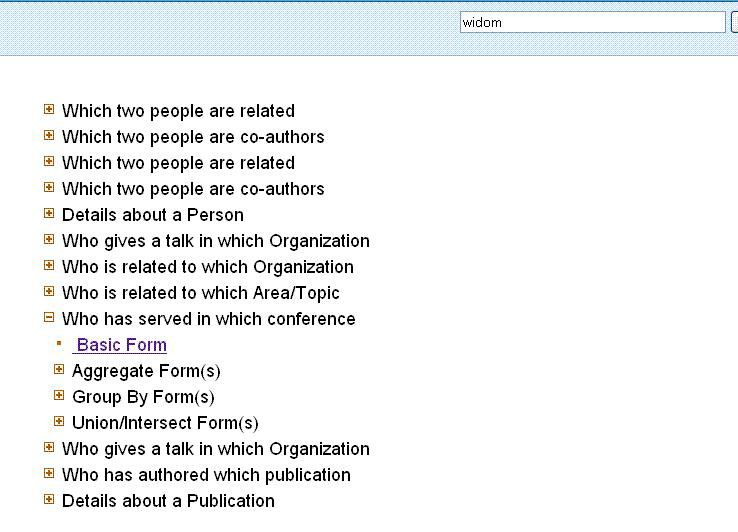 widom
Which two people are related
Which two people are co-authors
Which two people are related
Which two people are co-authors
Details about a Person
Who gives a talk in which Organization
Who is related to which Organization
Who is related to which Area/Topic
Who has served in which conference
Basic Form
Aggregate Form(s)
Group By Form(s)
Union/Intersect Form(s)
Who gives a talk in which Organization
Who has authored which publication
Details about a Publication